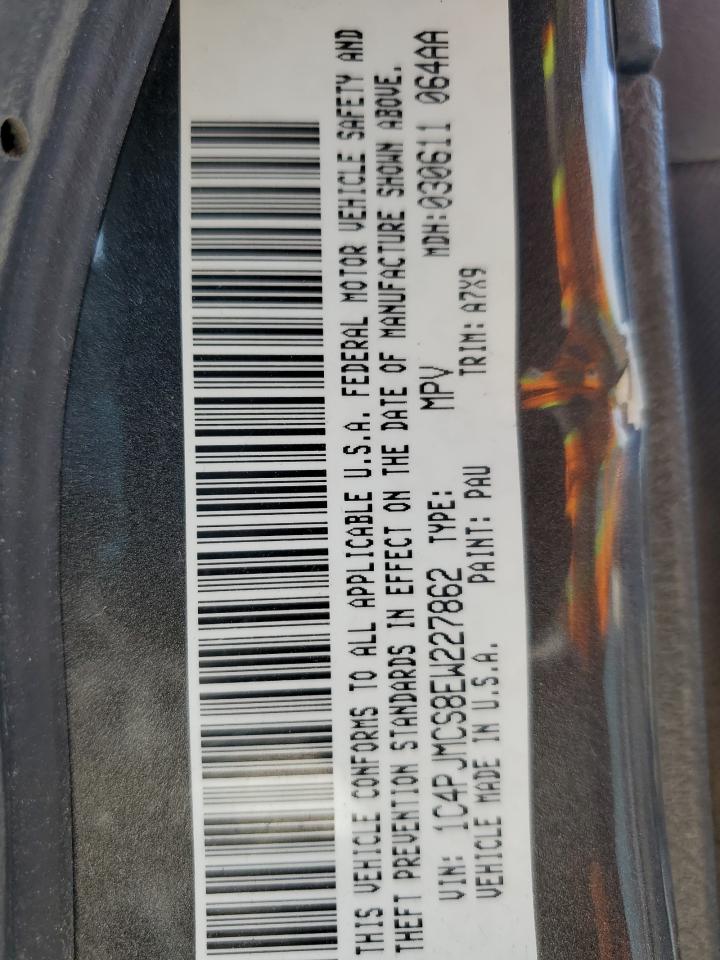 THIS VEHICLE CONFORMS TO ALL APPLICABLE U.S.A. FEDERAL MOTOR VEHICLE SAFETY AND
THEFT PREVENTION STANDARDS IN EFFECT ON THE DATE OF MANUFACTURE SHOWN ABOVE.
VIN: 1C4PJMCS8EW227862 TYPE: MPV MDH:030611 064AA
VEHICLE MADE IN U.S.A. PAINT: PAU TRIM: A7X9